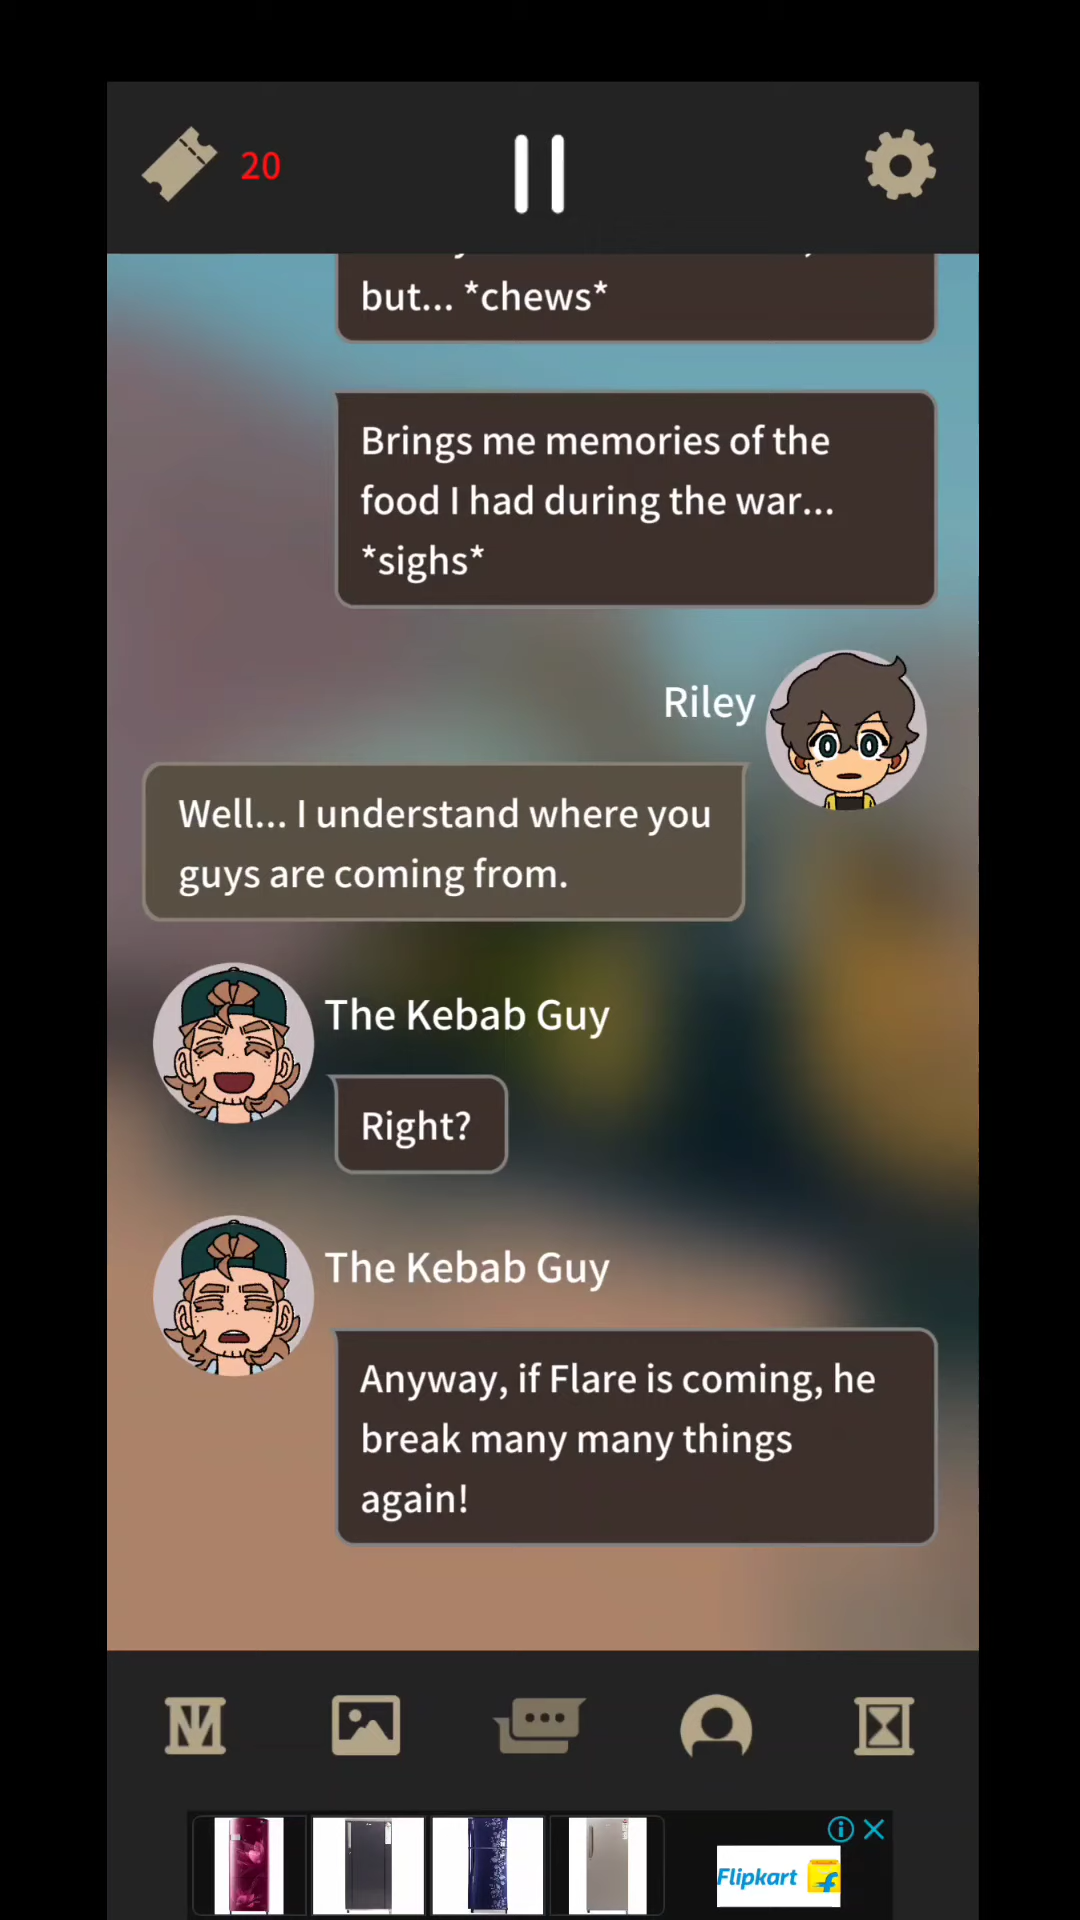 20
but... *chews*
Brings me memories of the
food I had during the war...
*sighs*
Riley
Well... I understand where you
guys are coming from.
The Kebab Guy
Right?
The Kebab Guy
Anyway, if Flare is coming, he
break many many things
again!
Flipkart